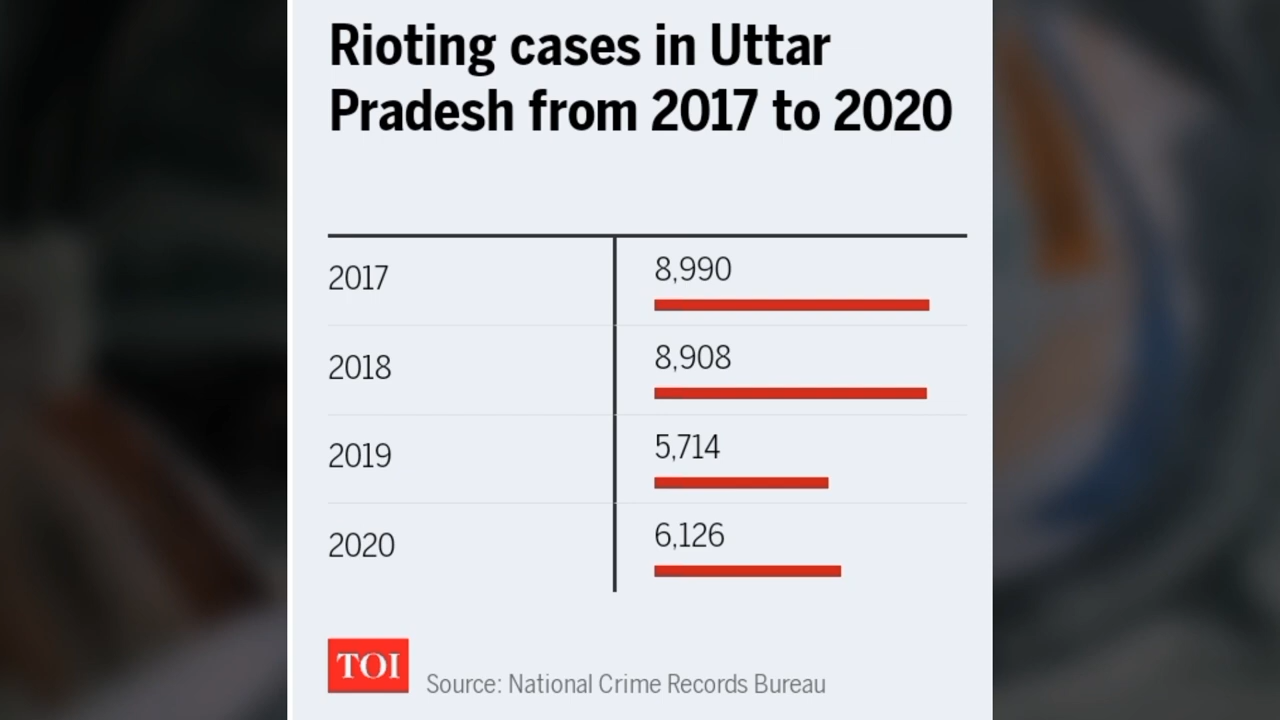 Rioting cases in Uttar
Pradesh from 2017 to 2020
2017 8,990
2018 8,908
2019 5,714
2020 6,126
TOI Source: National Crime Records Bureau